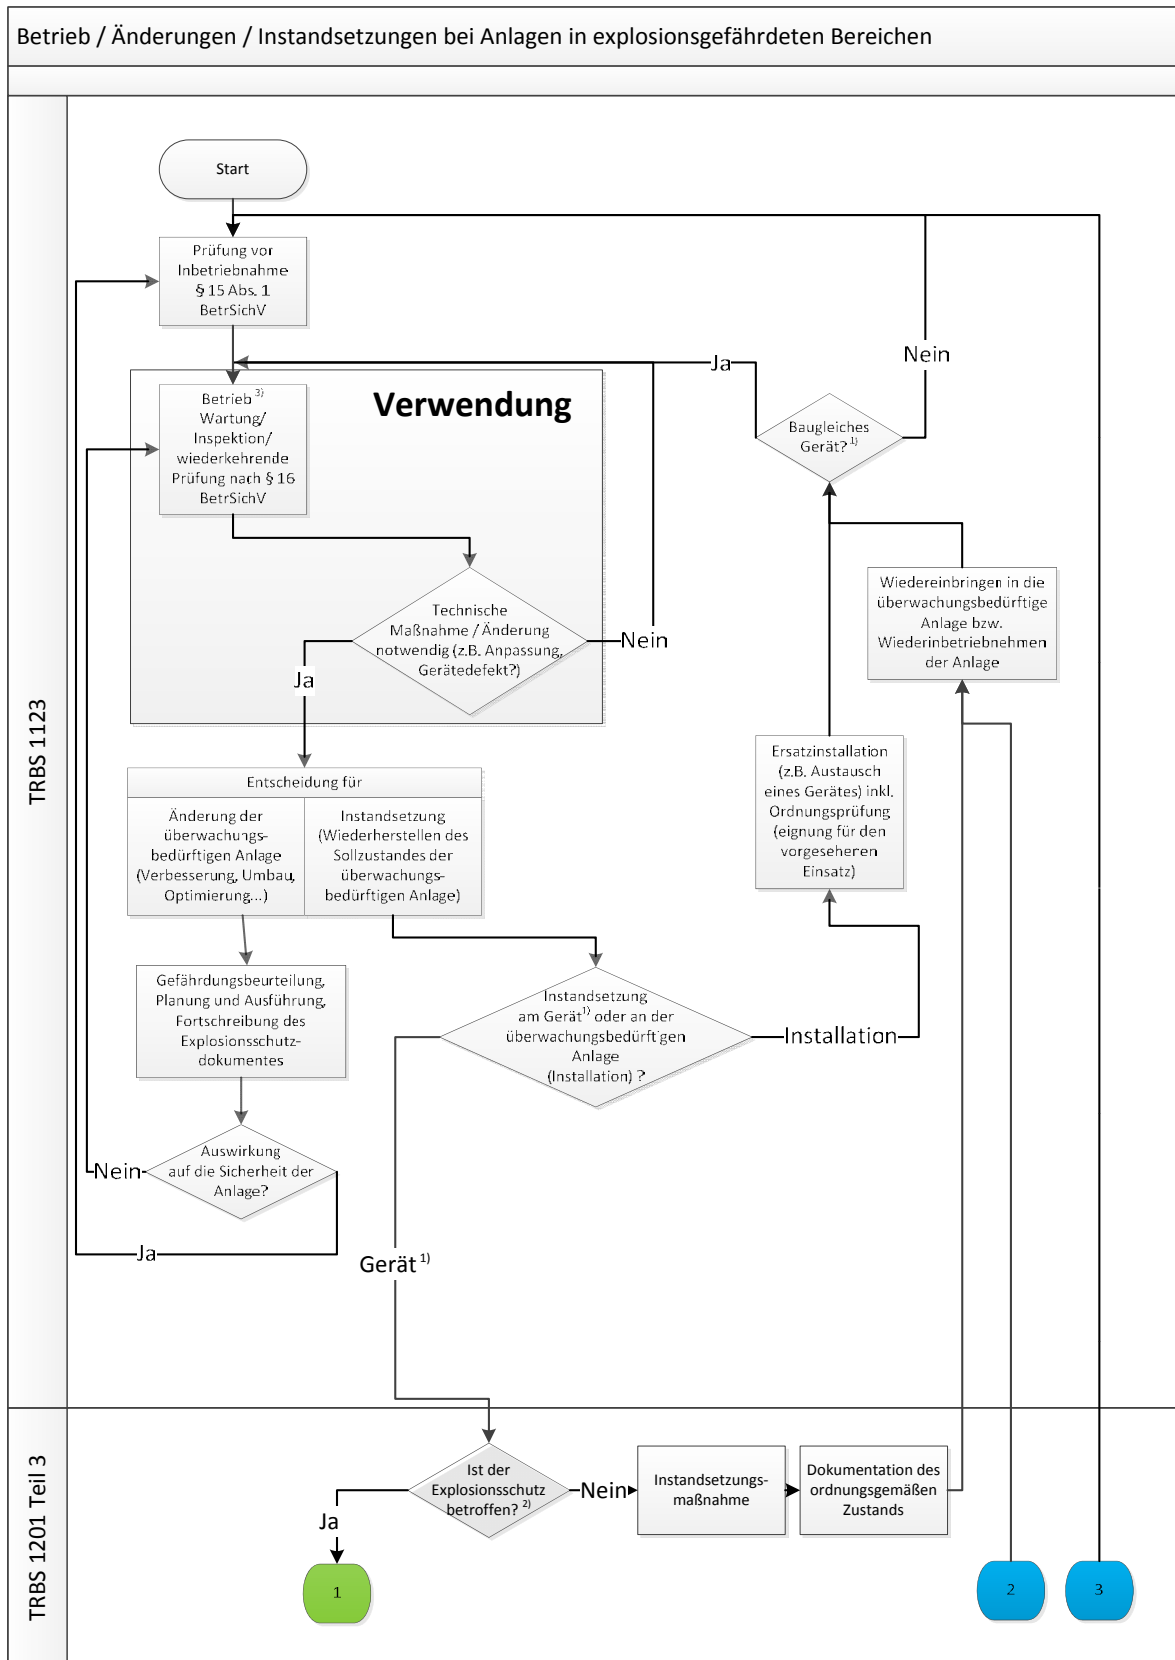 Betrieb / Änderungen / Instandsetzungen bei Anlagen in explosionsgefährdeten Bereichen
TRBS 1123
Start
Prüfung vor
Inbetriebnahme
§ 15 Abs. 1
BetrSichV
Verwendung
Betrieb 3)
Wartung/
Inspektion/
wiederkehrende
Prüfung nach § 16
BetrSichV
Technische
Maßnahme / Änderung
notwendig (z.B. Anpassung,
Gerätedefekt?)
Nein
Ja
Ja
Nein
Baugleiches
Gerät? 1)
Wiedereinbringen in die
überwachungsbedürftige
Anlage bzw.
Wiederinbetriebnehmen
der Anlage
Ersatzinstallation
(z.B. Austausch
eines Gerätes) inkl.
Ordnungsprüfung
(eignung für den
vorgesehenen
Einsatz)
Entscheidung für
Änderung der
überwachungs-
bedürftigen Anlage
(Verbesserung, Umbau,
Optimierung...)
Instandsetzung
(Wiederherstellen des
Sollzustandes der
überwachungs-
bedürftigen Anlage)
Gefährdungsbeurteilung,
Planung und Ausführung,
Fortschreibung des
Explosionsschutz-
dokumentes
Instandsetzung
am Gerät 1) oder an der
überwachungsbedürftigen
Anlage
(Installation) ?
Installation
Auswirkung
auf die Sicherheit der
Anlage?
Nein
Ja
Gerät 1)
TRBS 1201 Teil 3
Ist der
Explosionsschutz
betroffen? 2)
Nein
Ja
Instandsetzungs-
maßnahme
Dokumentation des
ordnungsgemäßen
Zustands
1
2
3